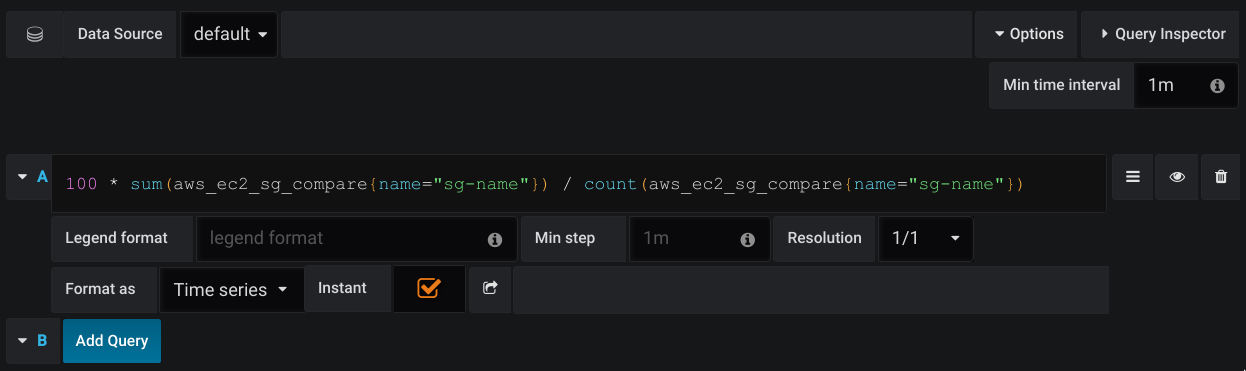 Data Source default Options Query Inspector
Min time interval 1m
A 100 * sum(aws_ec2_sg_compare{name="sg-name"}) / count(aws_ec2_sg_compare{name="sg-name"})
Legend format legend format Min step 1m Resolution 1/1
Format as Time series Instant
B Add Query